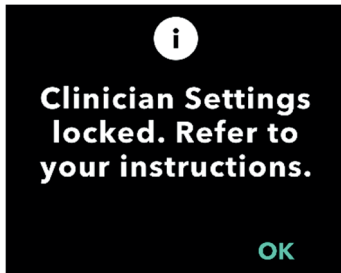 i
Clinician Settings
locked. Refer to
your instructions.
OK